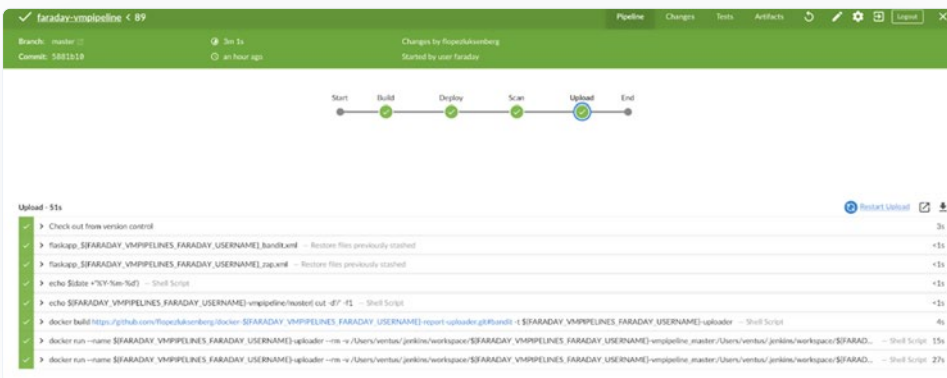 faraday-vmpipeline < 89
Pipeline Changes Tests Artifacts Logout
Branch: master 3m 1s Changes by flopezluksenberg
Commit: 5881b10 an hour ago Started by user faraday
Start Build Deploy Scan Upload End
Upload - 51s Restart Upload
Check out from version control 3s
flaskapp_${FARADAY_VMPIPELINES_FARADAY_USERNAME}_bandit.xml — Restore files previously stashed <1s
flaskapp_${FARADAY_VMPIPELINES_FARADAY_USERNAME}_zap.xml — Restore files previously stashed <1s
echo $(date +'%Y-%m-%d') — Shell Script <1s
echo ${FARADAY_VMPIPELINES_FARADAY_USERNAME}-vmpipeline/master| cut -d'/' -f1 — Shell Script <1s
docker build https://github.com/flopezluksenberg/docker-${FARADAY_VMPIPELINES_FARADAY_USERNAME}-report-uploader.git#bandit -t ${FARADAY_VMPIPELINES_FARADAY_USERNAME}-uploader — Shell Script 4s
docker run --name ${FARADAY_VMPIPELINES_FARADAY_USERNAME}-uploader --rm -v /Users/ventus/.jenkins/workspace/${FARADAY_VMPIPELINES_FARADAY_USERNAME}-vmpipeline_master:/Users/ventus/.jenkins/workspace/${FARAD... — Shell Script 15s
docker run --name ${FARADAY_VMPIPELINES_FARADAY_USERNAME}-uploader --rm -v /Users/ventus/.jenkins/workspace/${FARADAY_VMPIPELINES_FARADAY_USERNAME}-vmpipeline_master:/Users/ventus/.jenkins/workspace/${FARAD... — Shell Script 27s